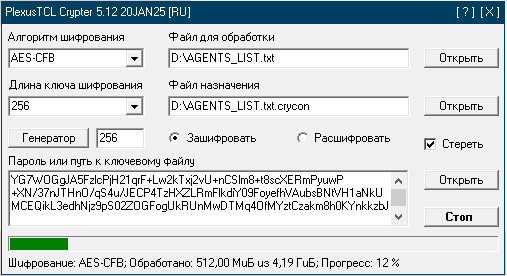 PlexusTCL Crypter 5.12 20JAN25 [RU] [ ? ] [ X ]
Алгоритм шифрования Файл для обработки
AES-CFB D:\AGENTS_LIST.txt Открыть
Длина ключа шифрования Файл назначения
256 D:\AGENTS_LIST.txt.crycon Открыть
Генератор 256 Зашифровать Расшифровать Стереть
Пароль или путь к ключевому файлу
YG7WOGgJA5FzlcPjH21qrF+Lw2kTxj2vU+nCSIm8+t8scXERmPyuwP
+XN/37nJTHnO/qS4u/JECP4TzHXZLRmFlkdiY09FoyefhVAubsBNtVH1aNkU
MCEQikL3edhNjz9pS02ZOGFogUkRUnMwDTMq4OfMYztCzakm8h0KYnkkzbJ
Открыть
Стоп
Шифрование: AES-CFB; Обработано: 512,00 МиБ из 4,19 ГиБ; Прогресс: 12 %